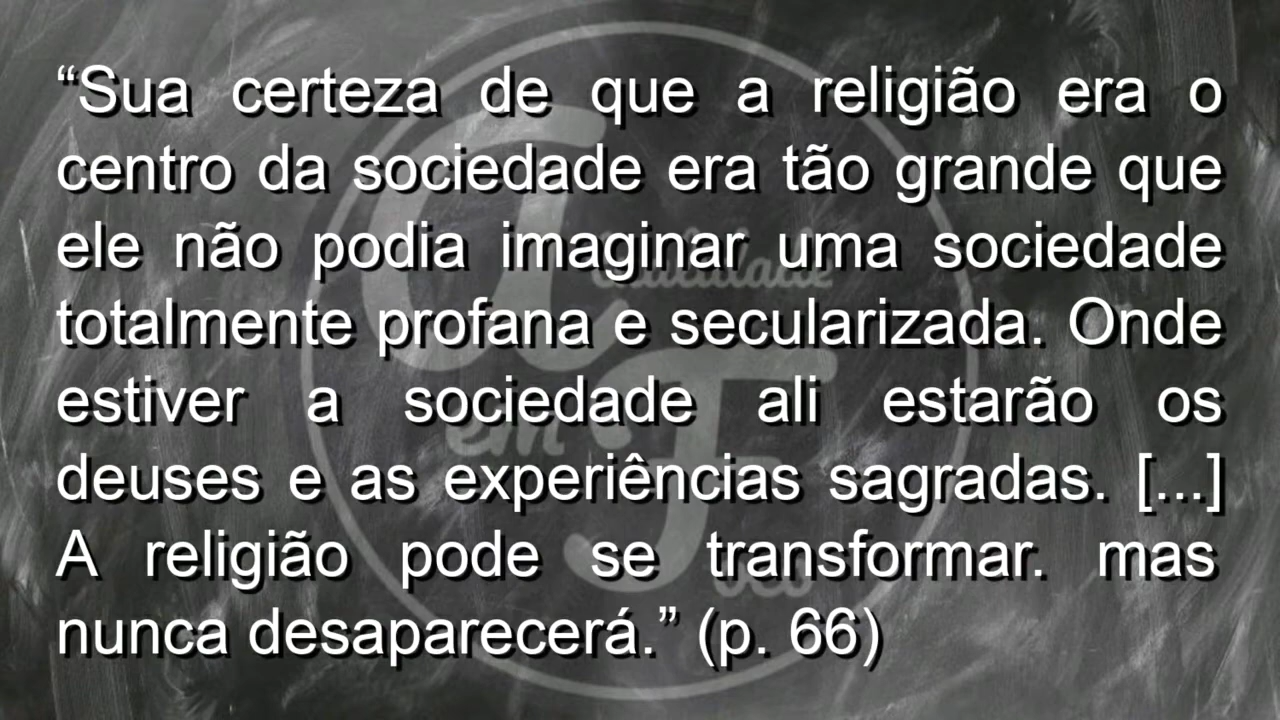 “Sua certeza de que a religião era o
centro da sociedade era tão grande que
ele não podia imaginar uma sociedade
totalmente profana e secularizada. Onde
estiver a sociedade ali estarão os
deuses e as experiências sagradas. [...]
A religião pode se transformar. mas
nunca desaparecerá.” (p. 66)
em